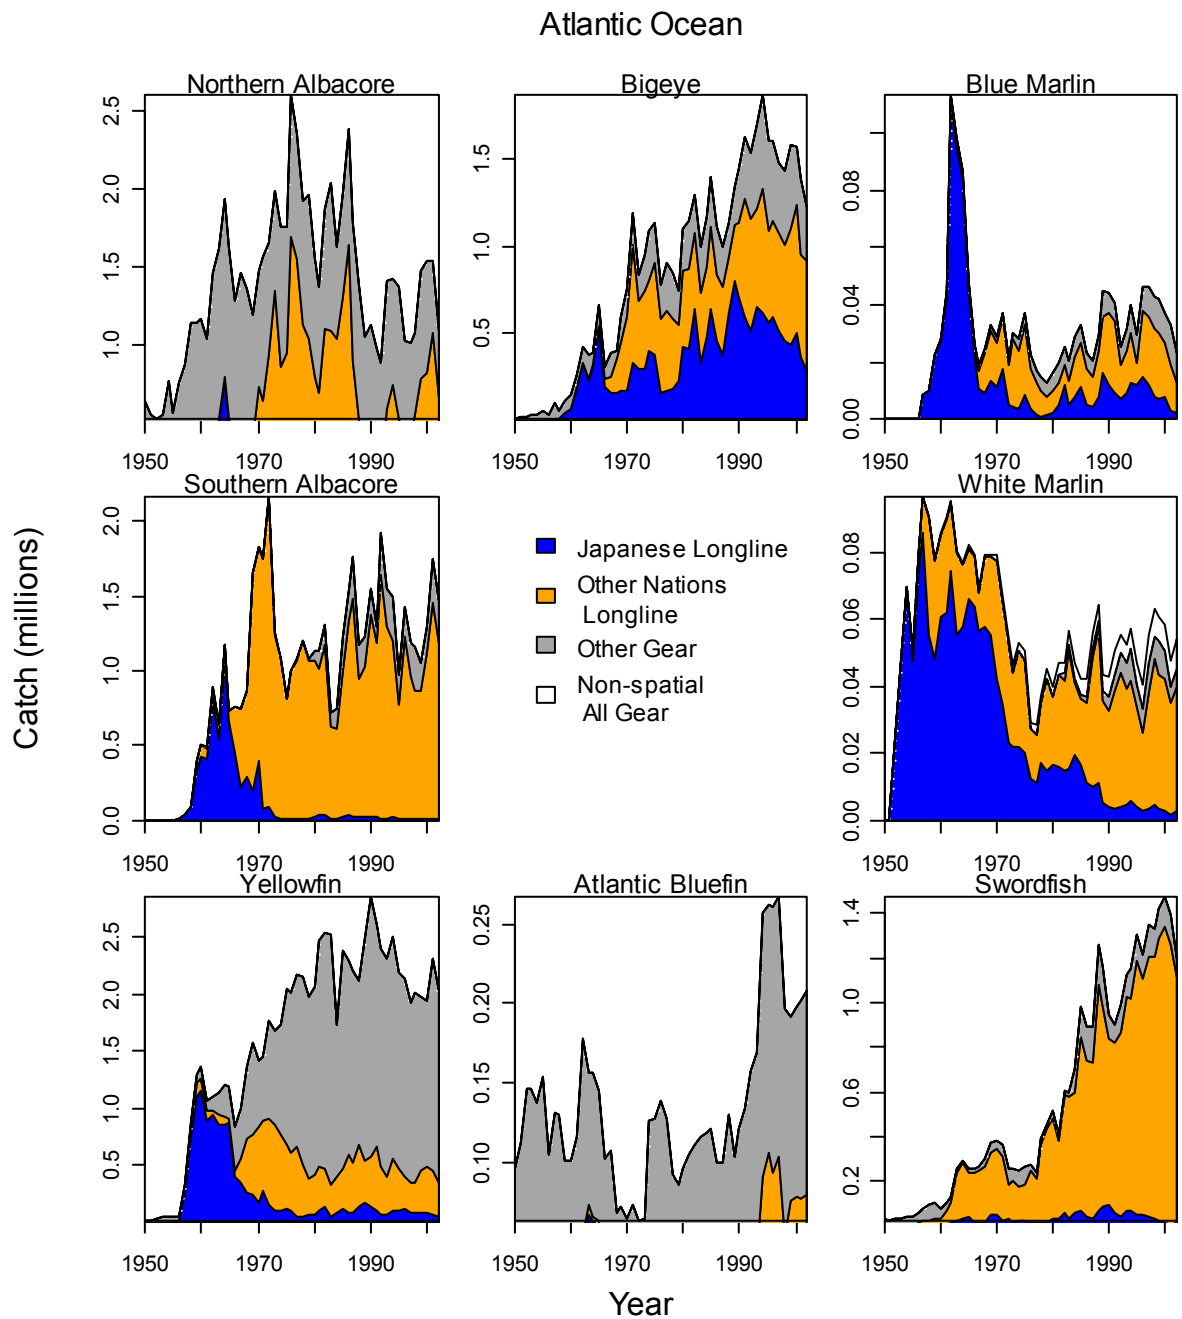 Atlantic Ocean
Northern Albacore
Bigeye
Blue Marlin
2.5
2.0
1.5
1.0
1950 1970 1990
1.5
1.0
0.5
1950 1970 1990
0.08
0.04
0.00
1950 1970 1990
Southern Albacore
White Marlin
2.0
1.5
1.0
0.5
0.0
1950 1970 1990
Japanese Longline
Other Nations
Longline
Other Gear
Non-spatial
All Gear
0.08
0.06
0.04
0.02
0.00
1950 1970 1990
Catch (millions)
Yellowfin
Atlantic Bluefin
Swordfish
2.5
2.0
1.5
1.0
0.5
1950 1970 1990
0.25
0.20
0.15
0.10
1950 1970 1990
1.4
1.0
0.6
0.2
1950 1970 1990
Year